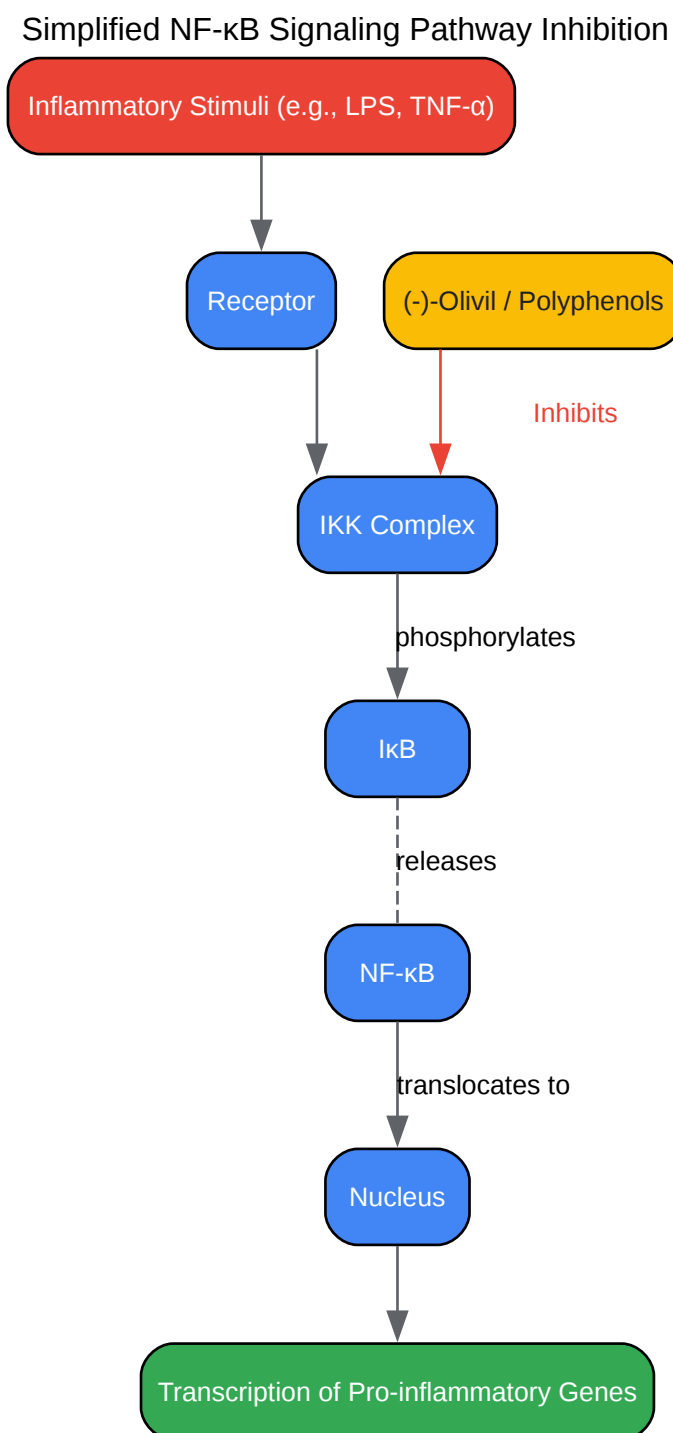 Simplified NF-κB Signaling Pathway Inhibition
Inflammatory Stimuli (e.g., LPS, TNF-α)
Receptor
(-)-Olivil / Polyphenols
Inhibits
IKK Complex
phosphorylates
IκB
releases
NF-κB
translocates to
Nucleus
Transcription of Pro-inflammatory Genes